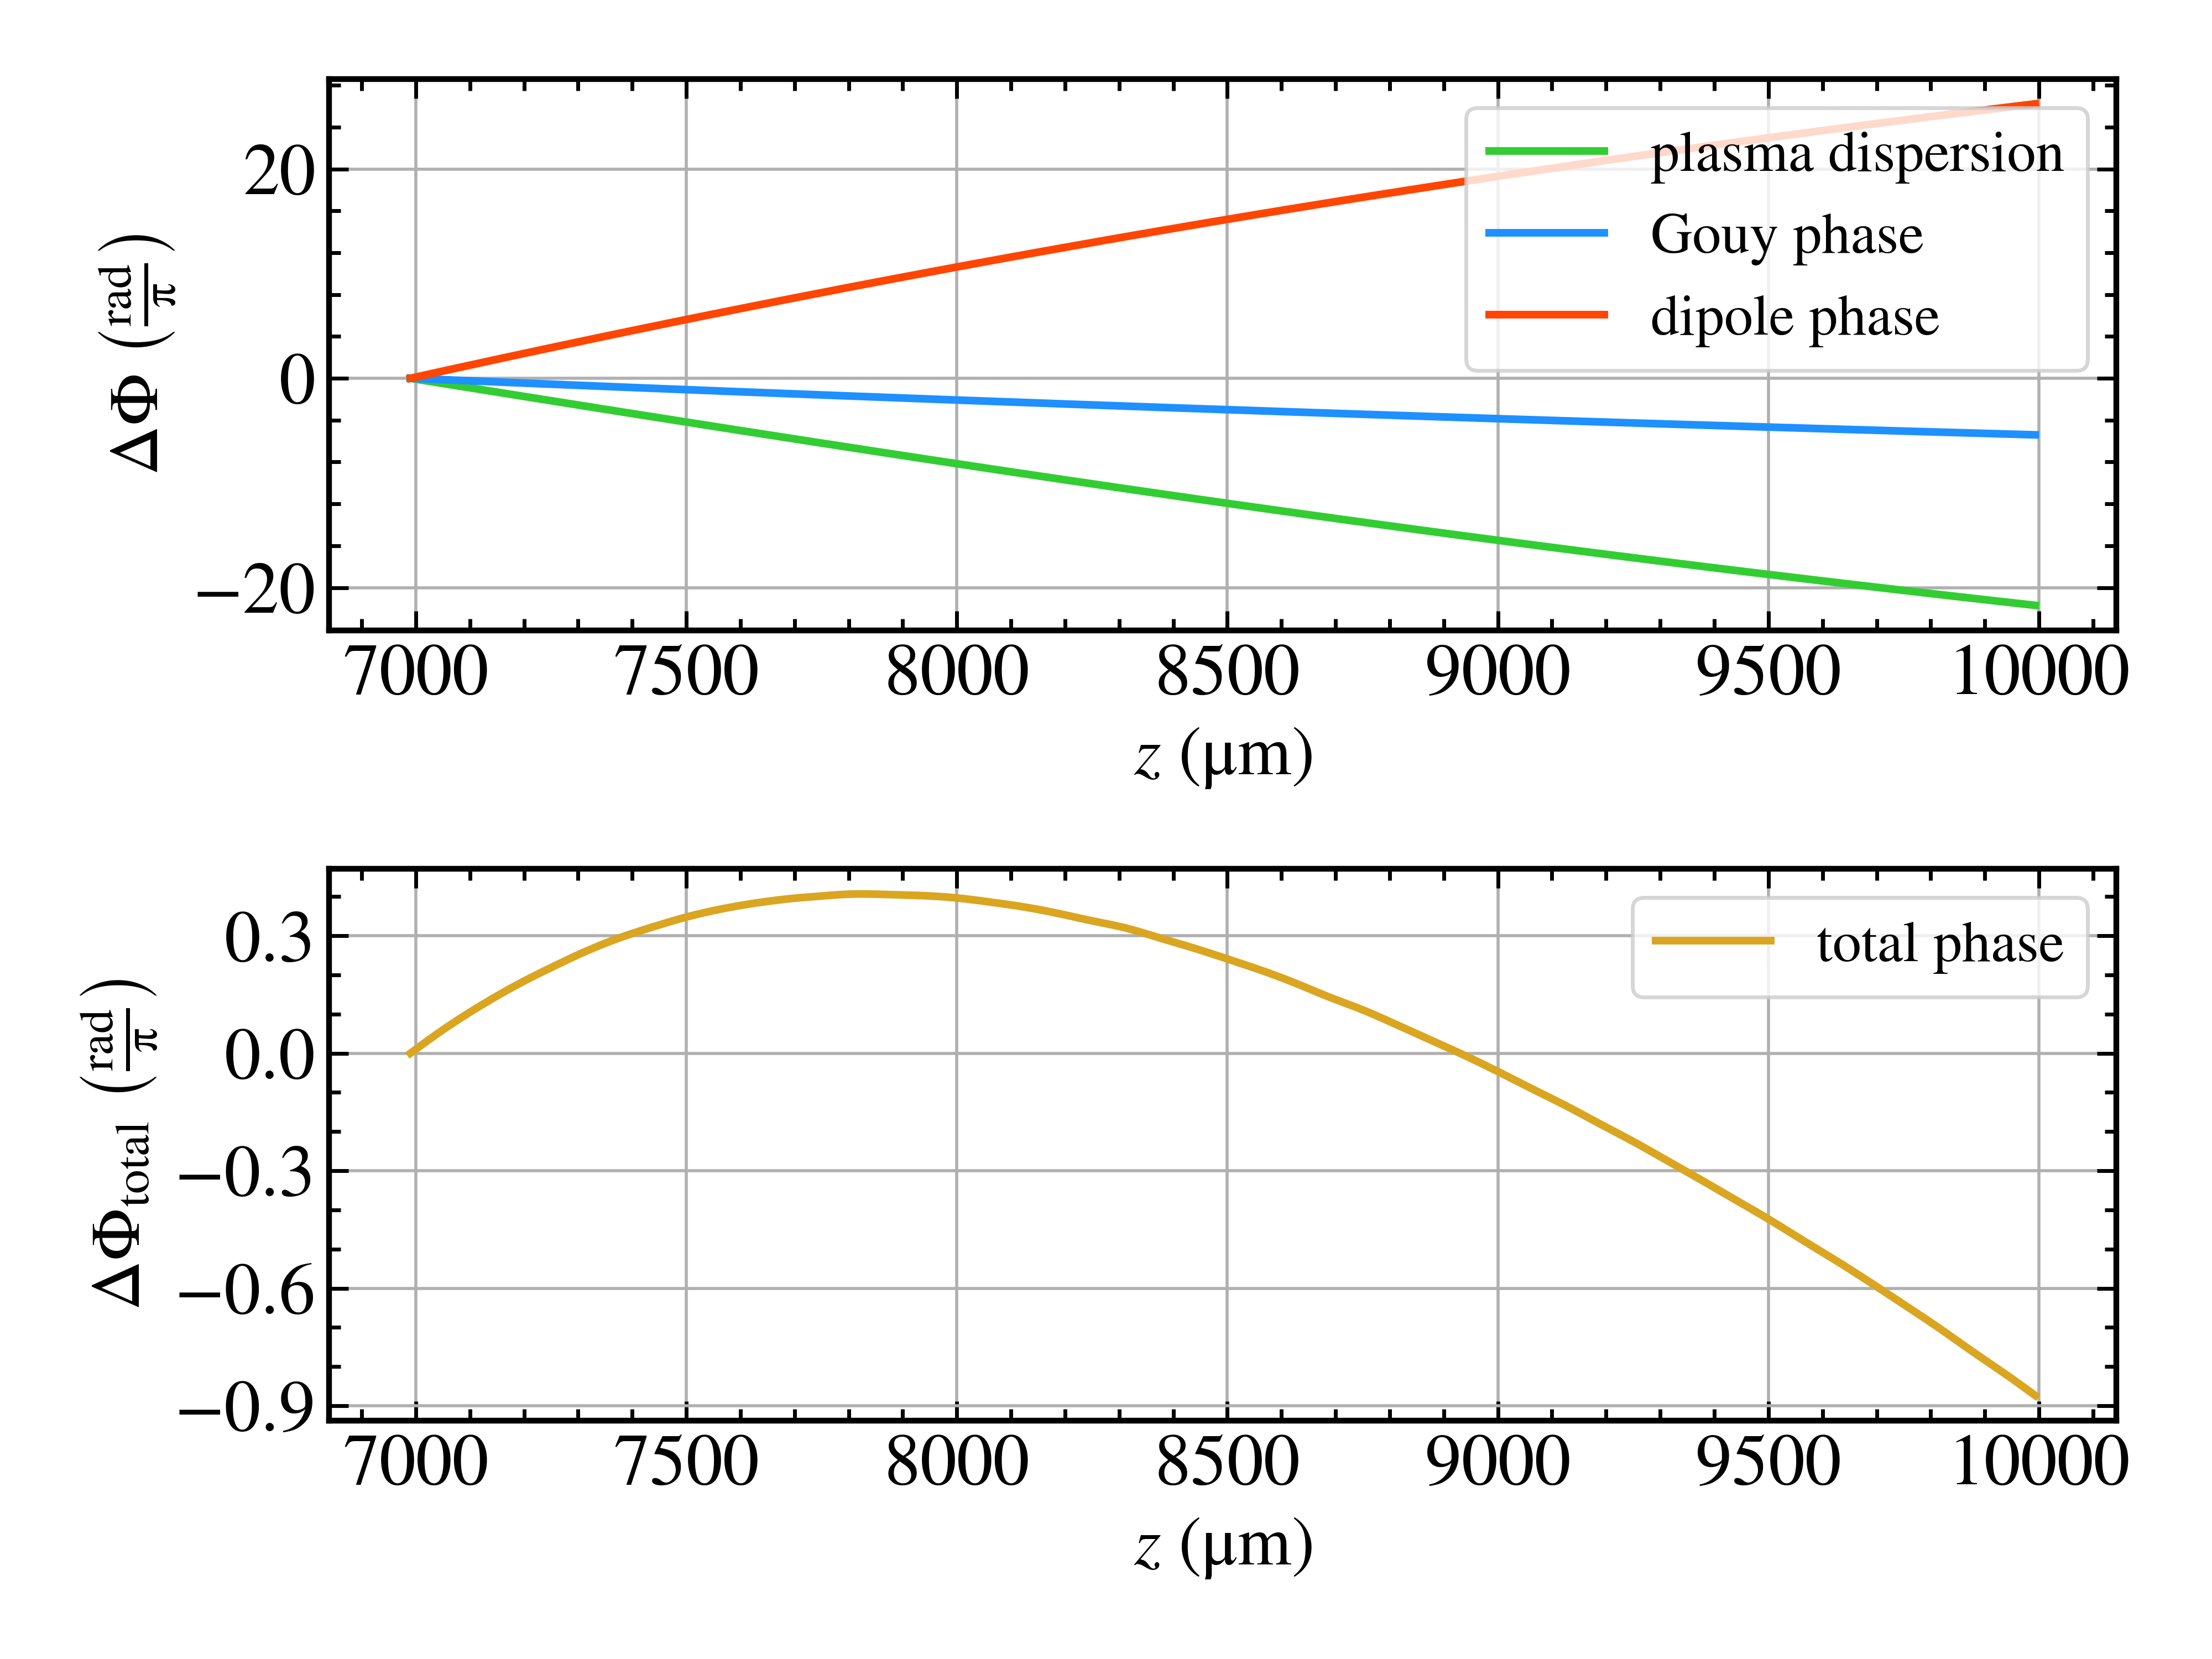 20
0
−20
ΔΦ (rad/π)
plasma dispersion
Gouy phase
dipole phase
7000 7500 8000 8500 9000 9500 10000
z (μm)
0.3
0.0
−0.3
−0.6
−0.9
ΔΦtotal (rad/π)
total phase
7000 7500 8000 8500 9000 9500 10000
z (μm)